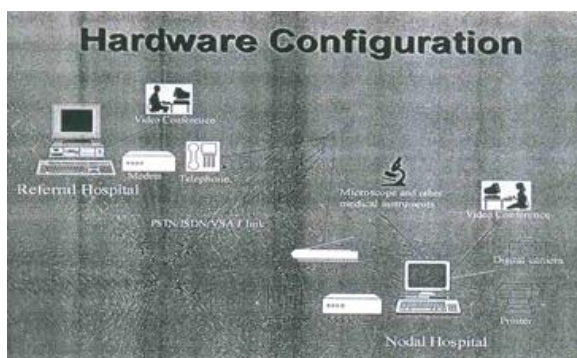 Hardware Configuration
Video Conference
Modem
Telephone
Referral Hospital
Microscope and other
medical instruments
Video Conference
PSTN/ISDN/VSAT link
Digital camera
Printer
Nodal Hospital